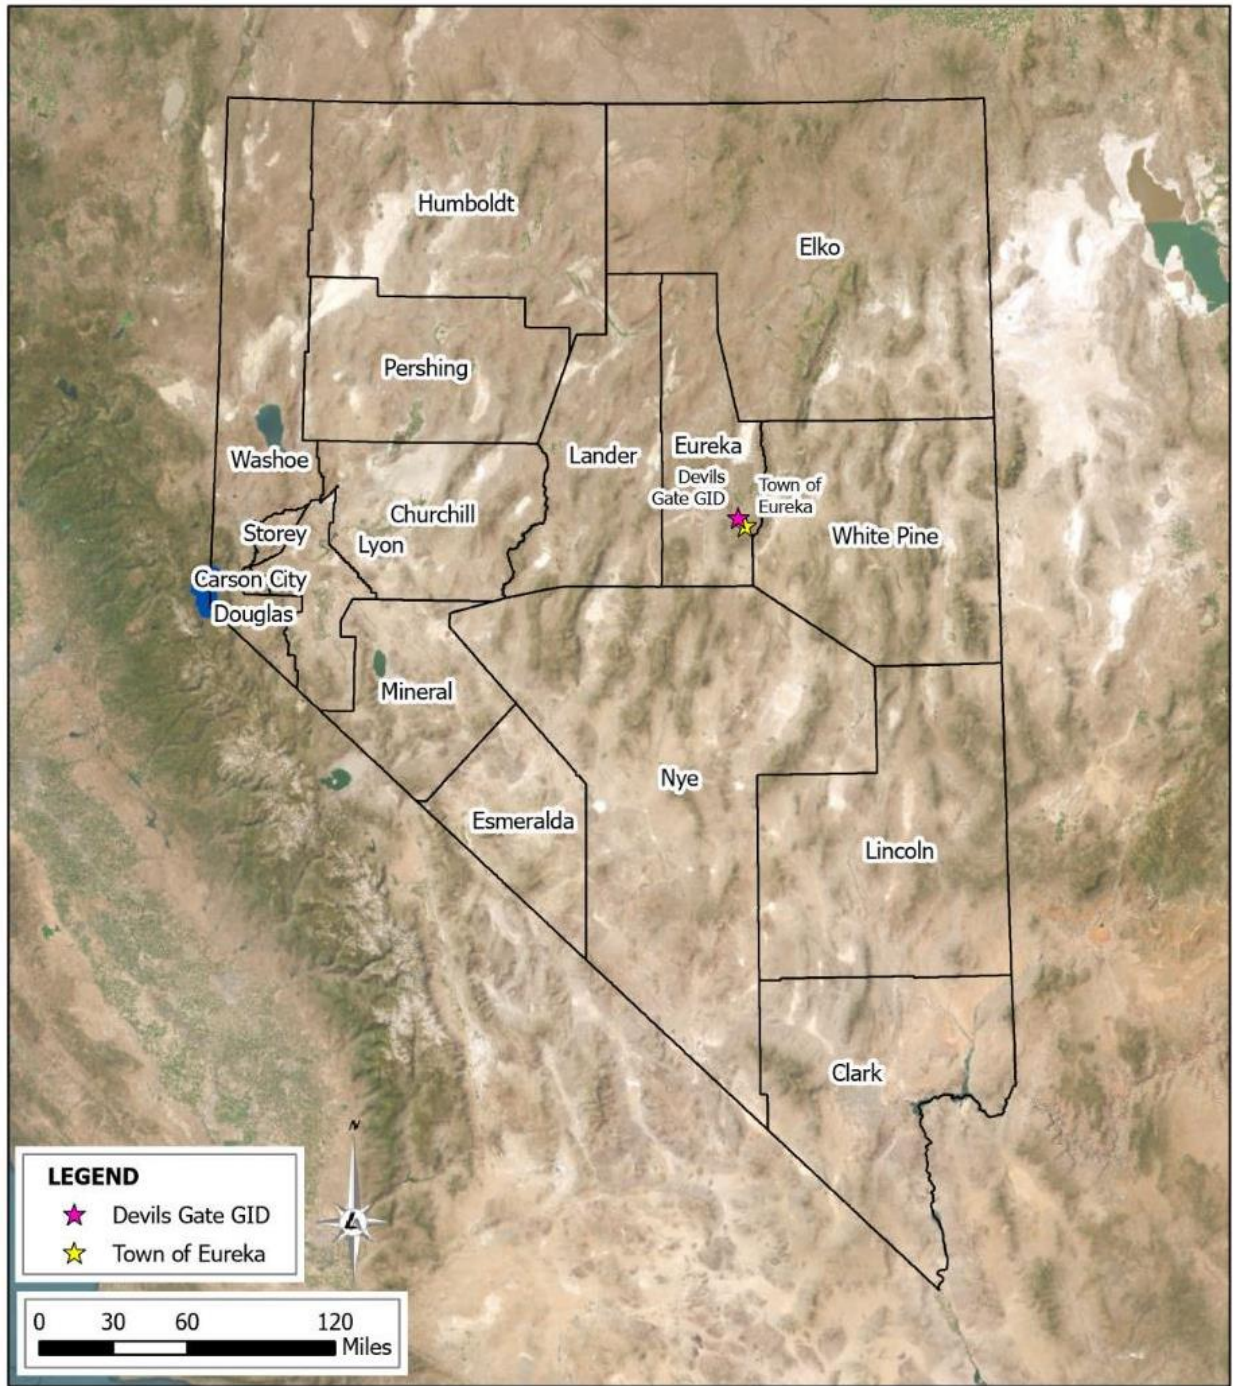 Humboldt
Elko
Pershing
Eureka
Lander
Washoe
Devils
Gate GID
Town of
Eureka
Churchill
Storey
White Pine
Lyon
Carson City
Douglas
Mineral
Nye
Esmeralda
Lincoln
Clark
N
LEGEND
Devils Gate GID
Town of Eureka
0 30 60 120
Miles